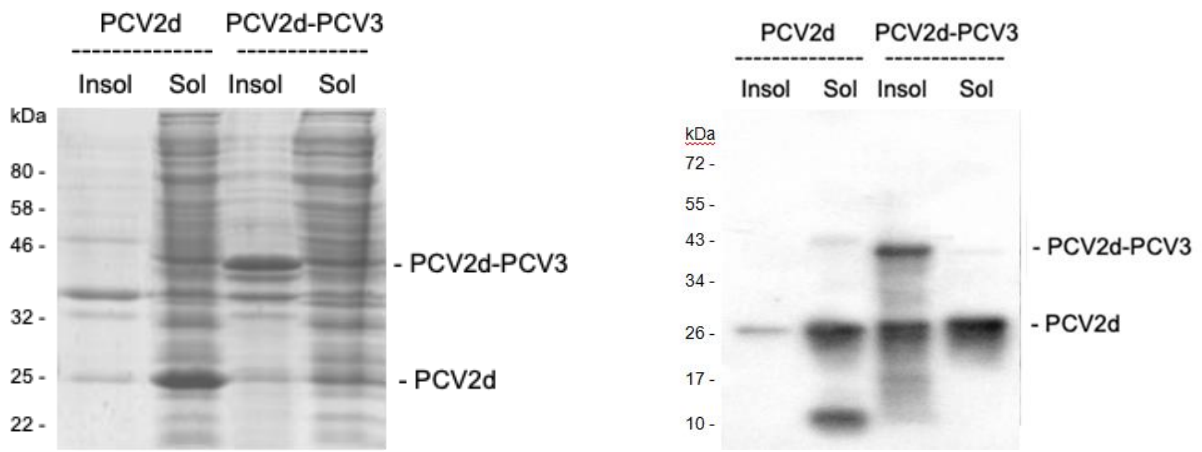 PCV2d PCV2d-PCV3
--------------- --------------
Insol Sol Insol Sol
kDa
80 -
58 -
46 -
- PCV2d-PCV3
32 -
25 - - PCV2d
22 -
PCV2d PCV2d-PCV3
-------------- -------------
Insol Sol Insol Sol
kDa
72 -
55 -
43 - - PCV2d-PCV3
34 -
26 - - PCV2d
17 -
10 -